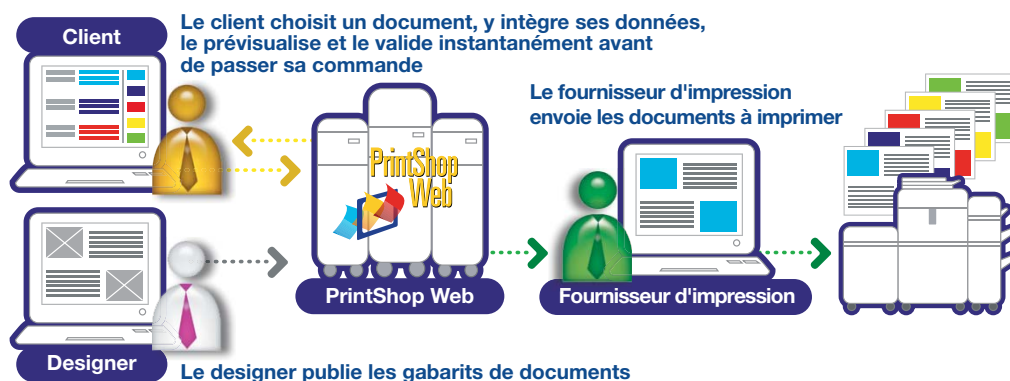 Client
Le client choisit un document, y intègre ses données,
le prévisualise et le valide instantanément avant
de passer sa commande
Le fournisseur d'impression
envoie les documents à imprimer
PrintShop
Web
PrintShop Web
Fournisseur d'impression
Designer
Le designer publie les gabarits de documents